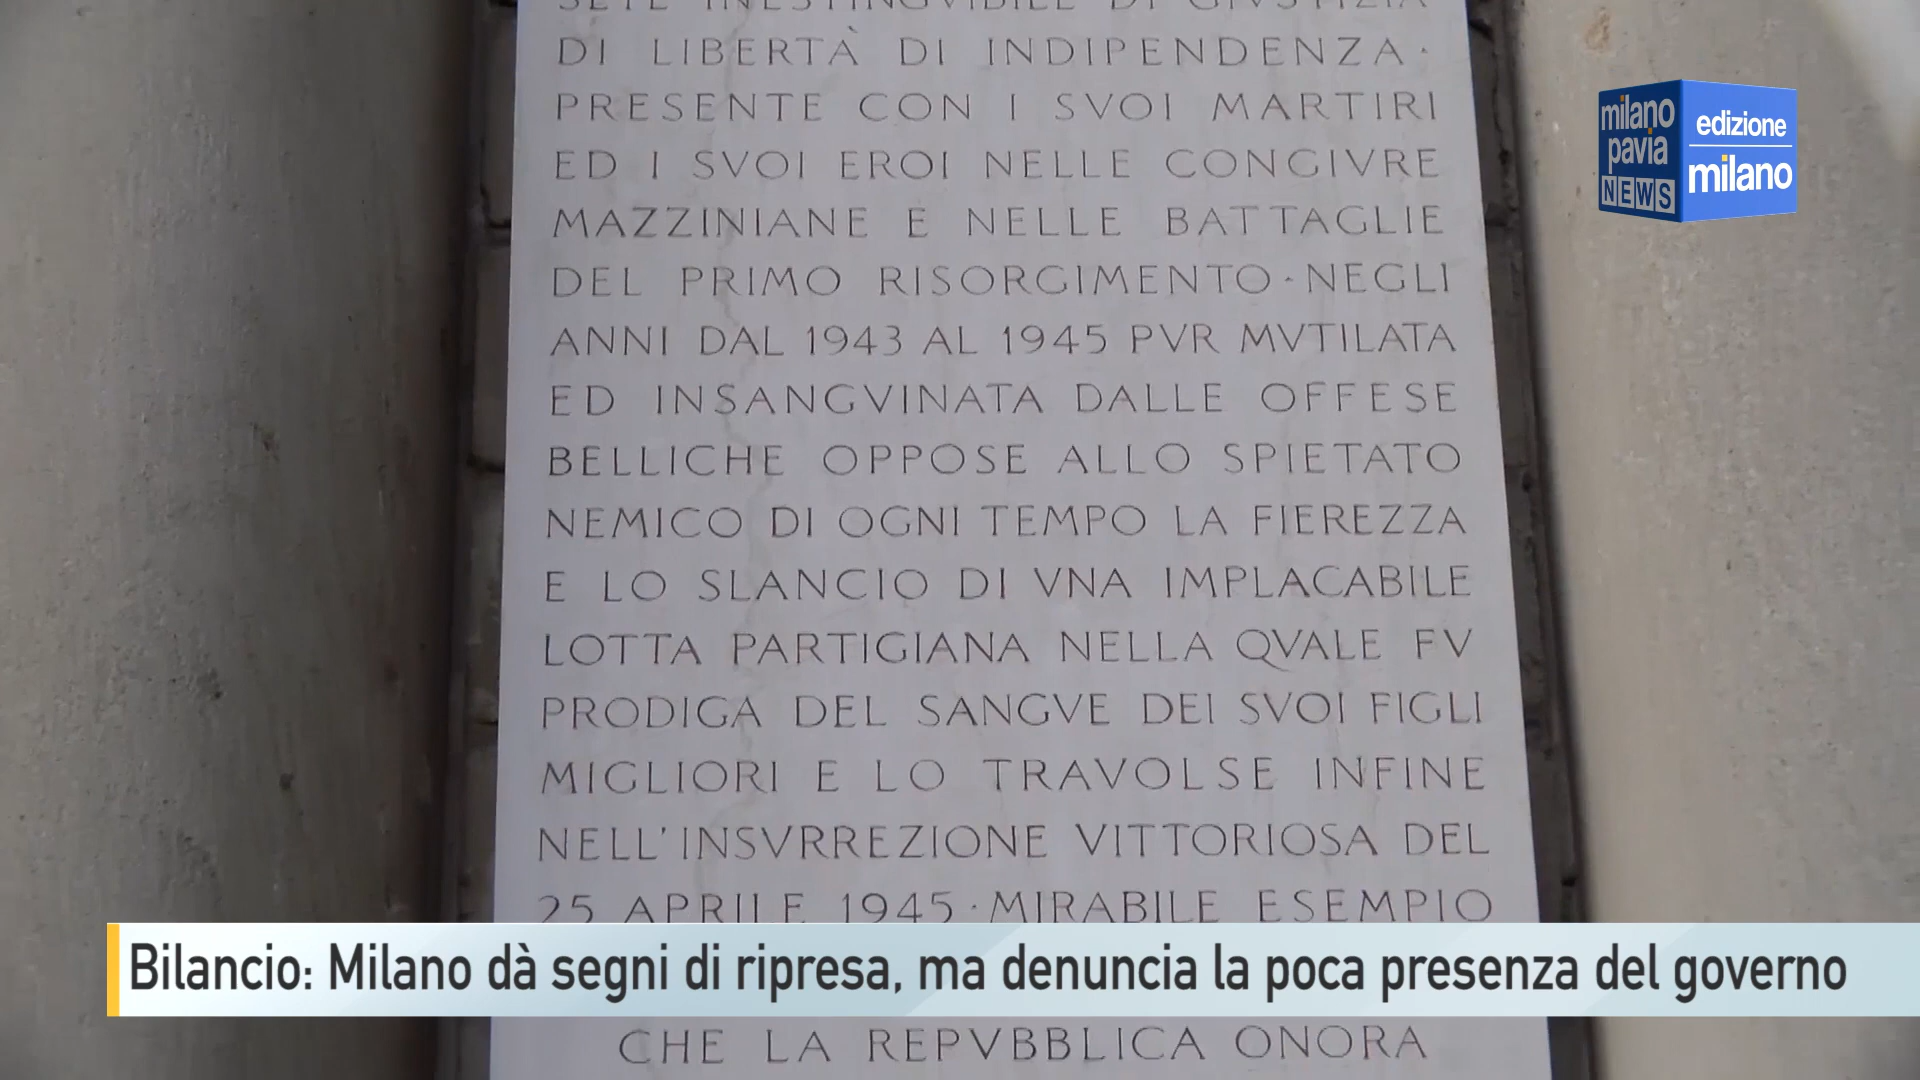 SETE INESTINGVIBILE DI GIVSTIZIA
DI LIBERTÀ DI INDIPENDENZA ·
PRESENTE CON I SVOI MARTIRI
ED I SVOI EROI NELLE CONGIVRE
MAZZINIANE E NELLE BATTAGLIE
DEL PRIMO RISORGIMENTO · NEGLI
ANNI DAL 1943 AL 1945 PVR MVTILATA
ED INSANGVINATA DALLE OFFESE
BELLICHE OPPOSE ALLO SPIETATO
NEMICO DI OGNI TEMPO LA FIEREZZA
E LO SLANCIO DI VNA IMPLACABILE
LOTTA PARTIGIANA NELLA QVALE FV
PRODIGA DEL SANGVE DEI SVOI FIGLI
MIGLIORI E LO TRAVOLSE INFINE
NELL'INSVRREZIONE VITTORIOSA DEL
25 APRILE 1945 · MIRABILE ESEMPIO
CHE LA REPVBBLICA ONORA
milano
pavia
NEWS
edizione
milano
Bilancio: Milano dà segni di ripresa, ma denuncia la poca presenza del governo